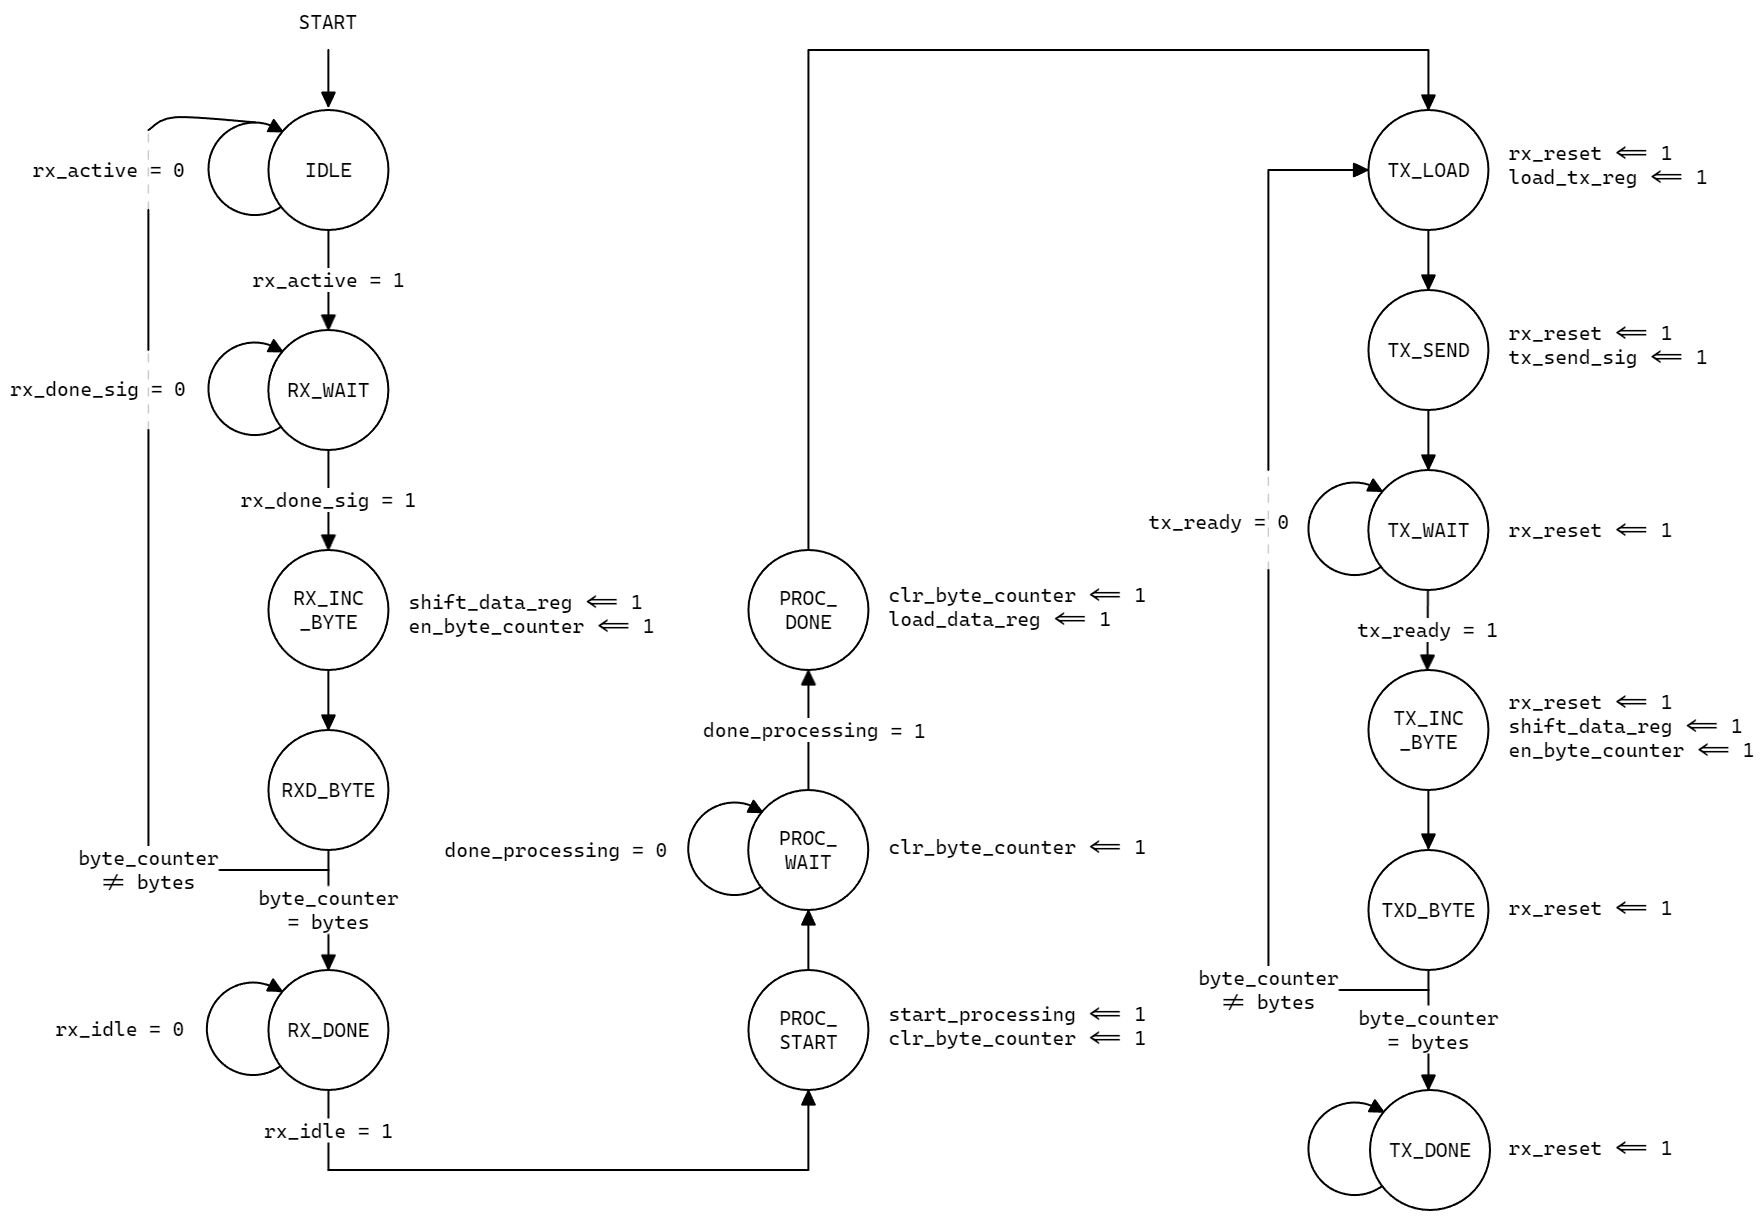 START
IDLE
rx_active = 0
rx_active = 1
RX_WAIT
rx_done_sig = 0
rx_done_sig = 1
RX_INC
_BYTE
shift_data_reg ⟸ 1
en_byte_counter ⟸ 1
RXD_BYTE
byte_counter
≠ bytes
byte_counter
= bytes
RX_DONE
rx_idle = 0
rx_idle = 1
PROC_
START
start_processing ⟸ 1
clr_byte_counter ⟸ 1
PROC_
WAIT
clr_byte_counter ⟸ 1
done_processing = 0
done_processing = 1
PROC_
DONE
clr_byte_counter ⟸ 1
load_data_reg ⟸ 1
TX_LOAD
rx_reset ⟸ 1
load_tx_reg ⟸ 1
TX_SEND
rx_reset ⟸ 1
tx_send_sig ⟸ 1
TX_WAIT
rx_reset ⟸ 1
tx_ready = 0
tx_ready = 1
TX_INC
_BYTE
rx_reset ⟸ 1
shift_data_reg ⟸ 1
en_byte_counter ⟸ 1
TXD_BYTE
rx_reset ⟸ 1
byte_counter
≠ bytes
byte_counter
= bytes
TX_DONE
rx_reset ⟸ 1